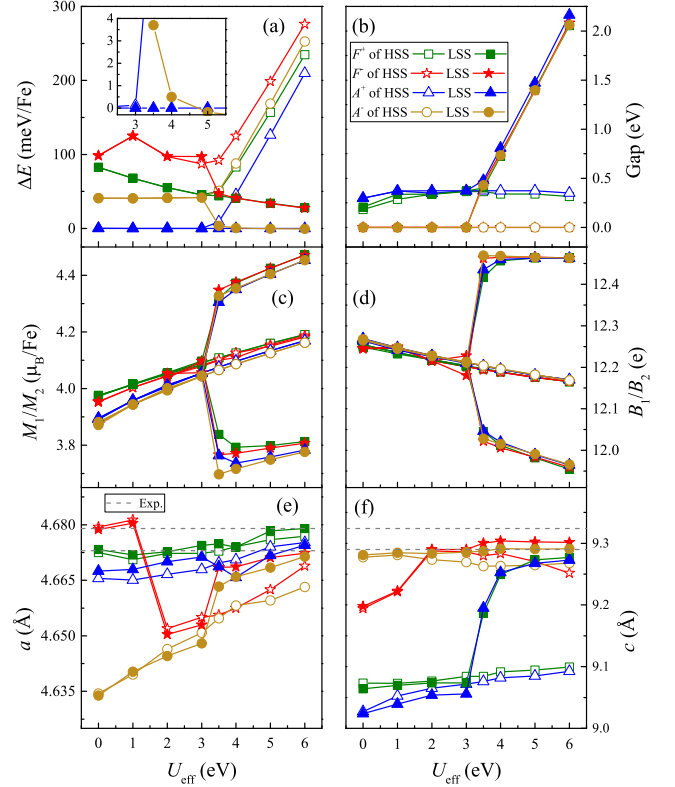 (a)
ΔE (meV/Fe)
300
200
100
0
4
3
2
1
0
3 4 5
(b)
F⁺ of HSS LSS
F⁻ of HSS LSS
A⁺ of HSS LSS
A⁻ of HSS LSS
Gap (eV)
2.0
1.5
1.0
0.5
0.0
(c)
M₁/M₂ (μB/Fe)
4.4
4.2
4.0
3.8
(d)
B₁/B₂ (e)
12.4
12.3
12.2
12.1
12.0
(e)
Exp.
a (Å)
4.680
4.665
4.650
4.635
0 1 2 3 4 5 6
Ueff (eV)
(f)
c (Å)
9.3
9.2
9.1
9.0
0 1 2 3 4 5 6
Ueff (eV)